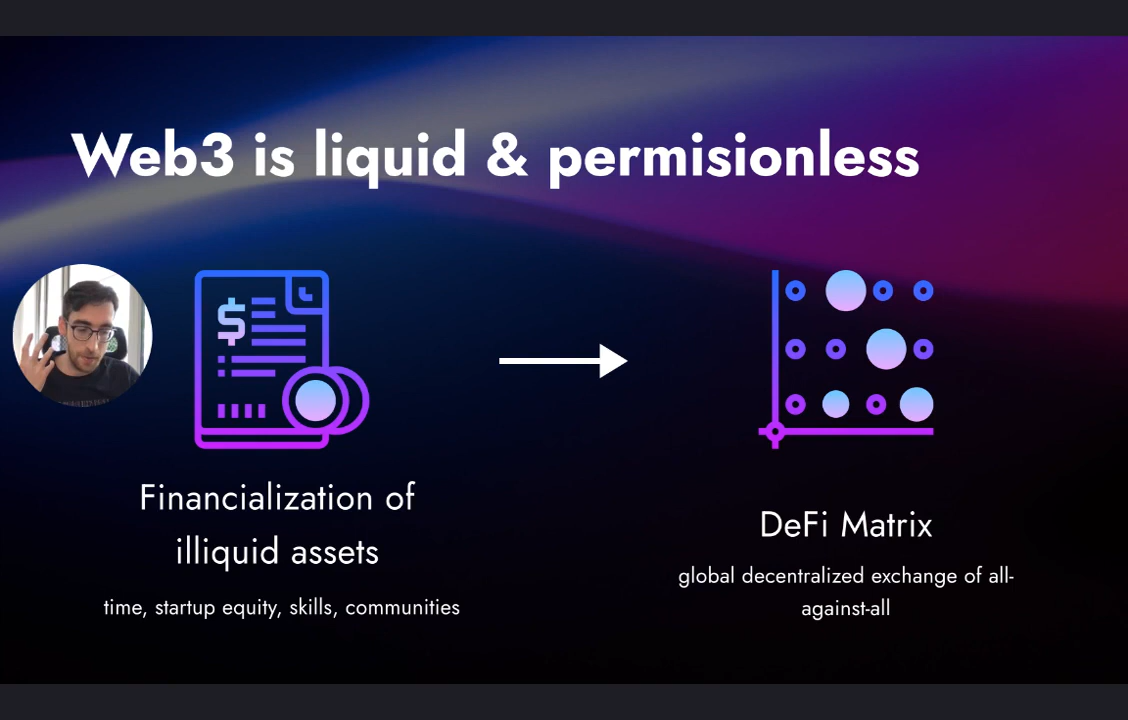 Web3 is liquid & permisionless
Financialization of
illiquid assets
time, startup equity, skills, communities
DeFi Matrix
global decentralized exchange of all-
against-all